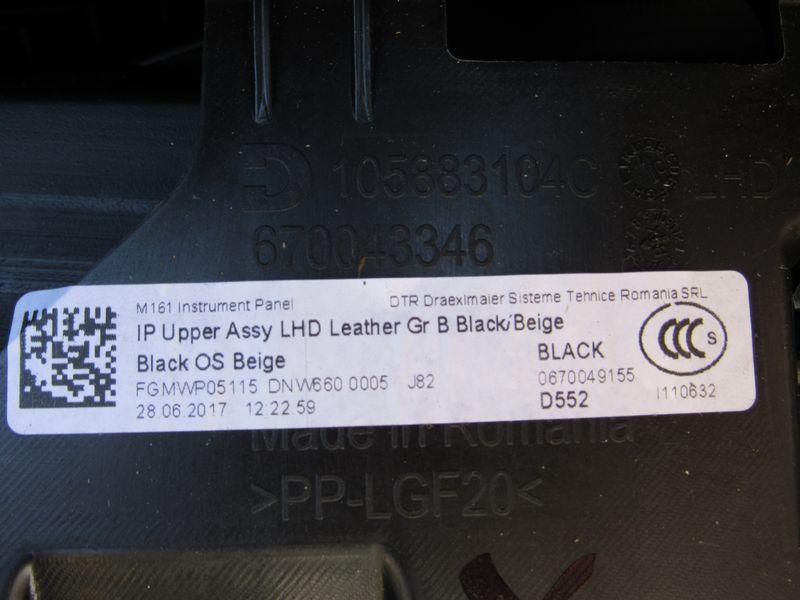 105883104C LHD
670043346
M161 Instrument Panel DTR Draexlmaier Sisteme Tehnice Romania SRL
IP Upper Assy LHD Leather Gr B Black/Beige
Black OS Beige BLACK
FGMWP05115 DNW660 0005 J82 0670049155
28.06.2017 12:22:59 D552 I110632
CCC S
Made in Romania
>PP-LGF20<